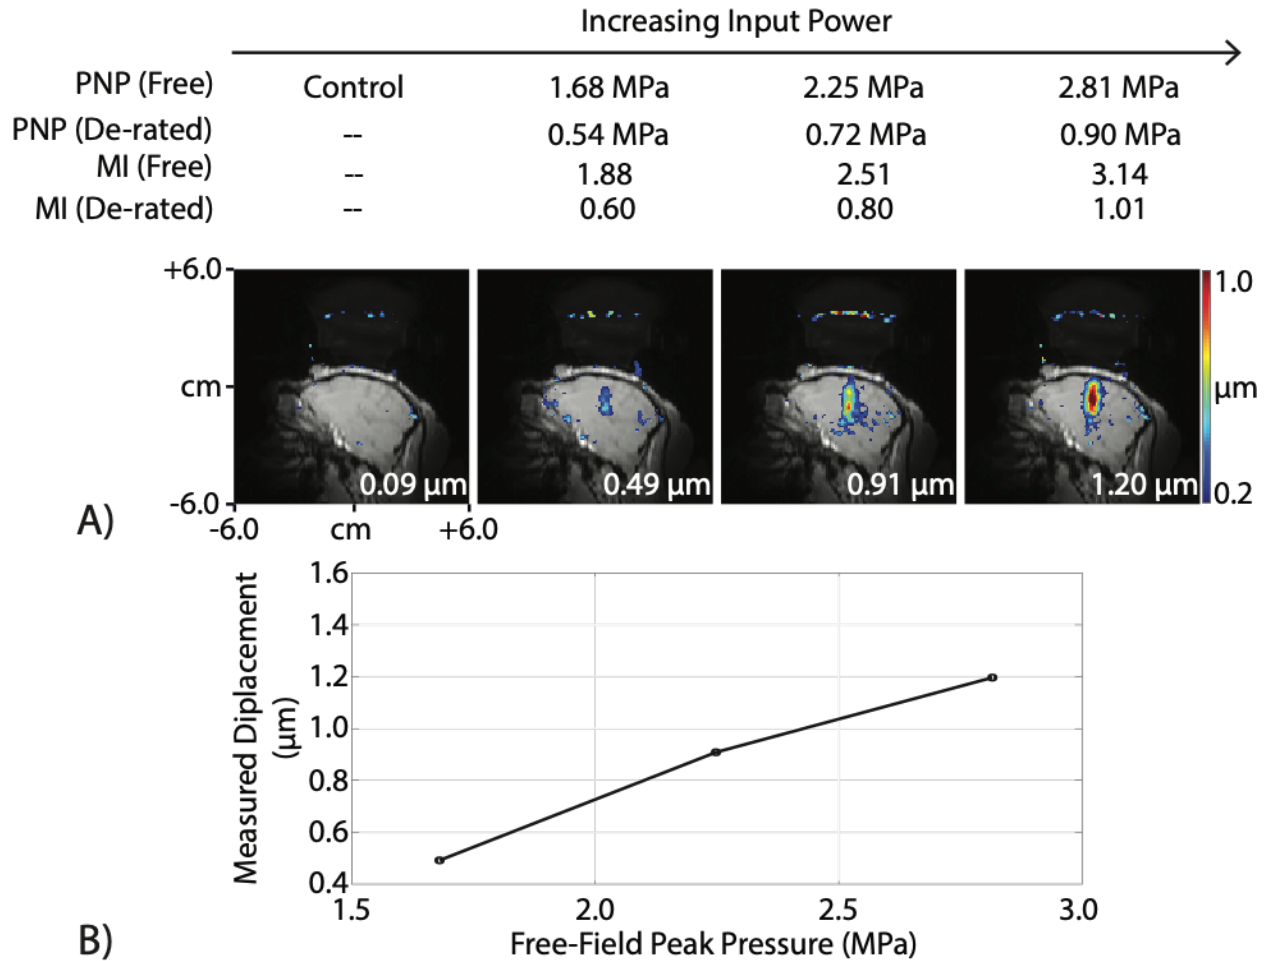 Increasing Input Power
PNP (Free) Control 1.68 MPa 2.25 MPa 2.81 MPa
PNP (De-rated) -- 0.54 MPa 0.72 MPa 0.90 MPa
MI (Free) -- 1.88 2.51 3.14
MI (De-rated) -- 0.60 0.80 1.01
+6.0
cm
-6.0
0.09 µm 0.49 µm 0.91 µm 1.20 µm
1.0
µm
0.2
-6.0 cm +6.0
A)
Measured Diplacement
(µm)
1.6
1.4
1.2
1.0
0.8
0.6
0.4
1.5 2.0 2.5 3.0
Free-Field Peak Pressure (MPa)
B)